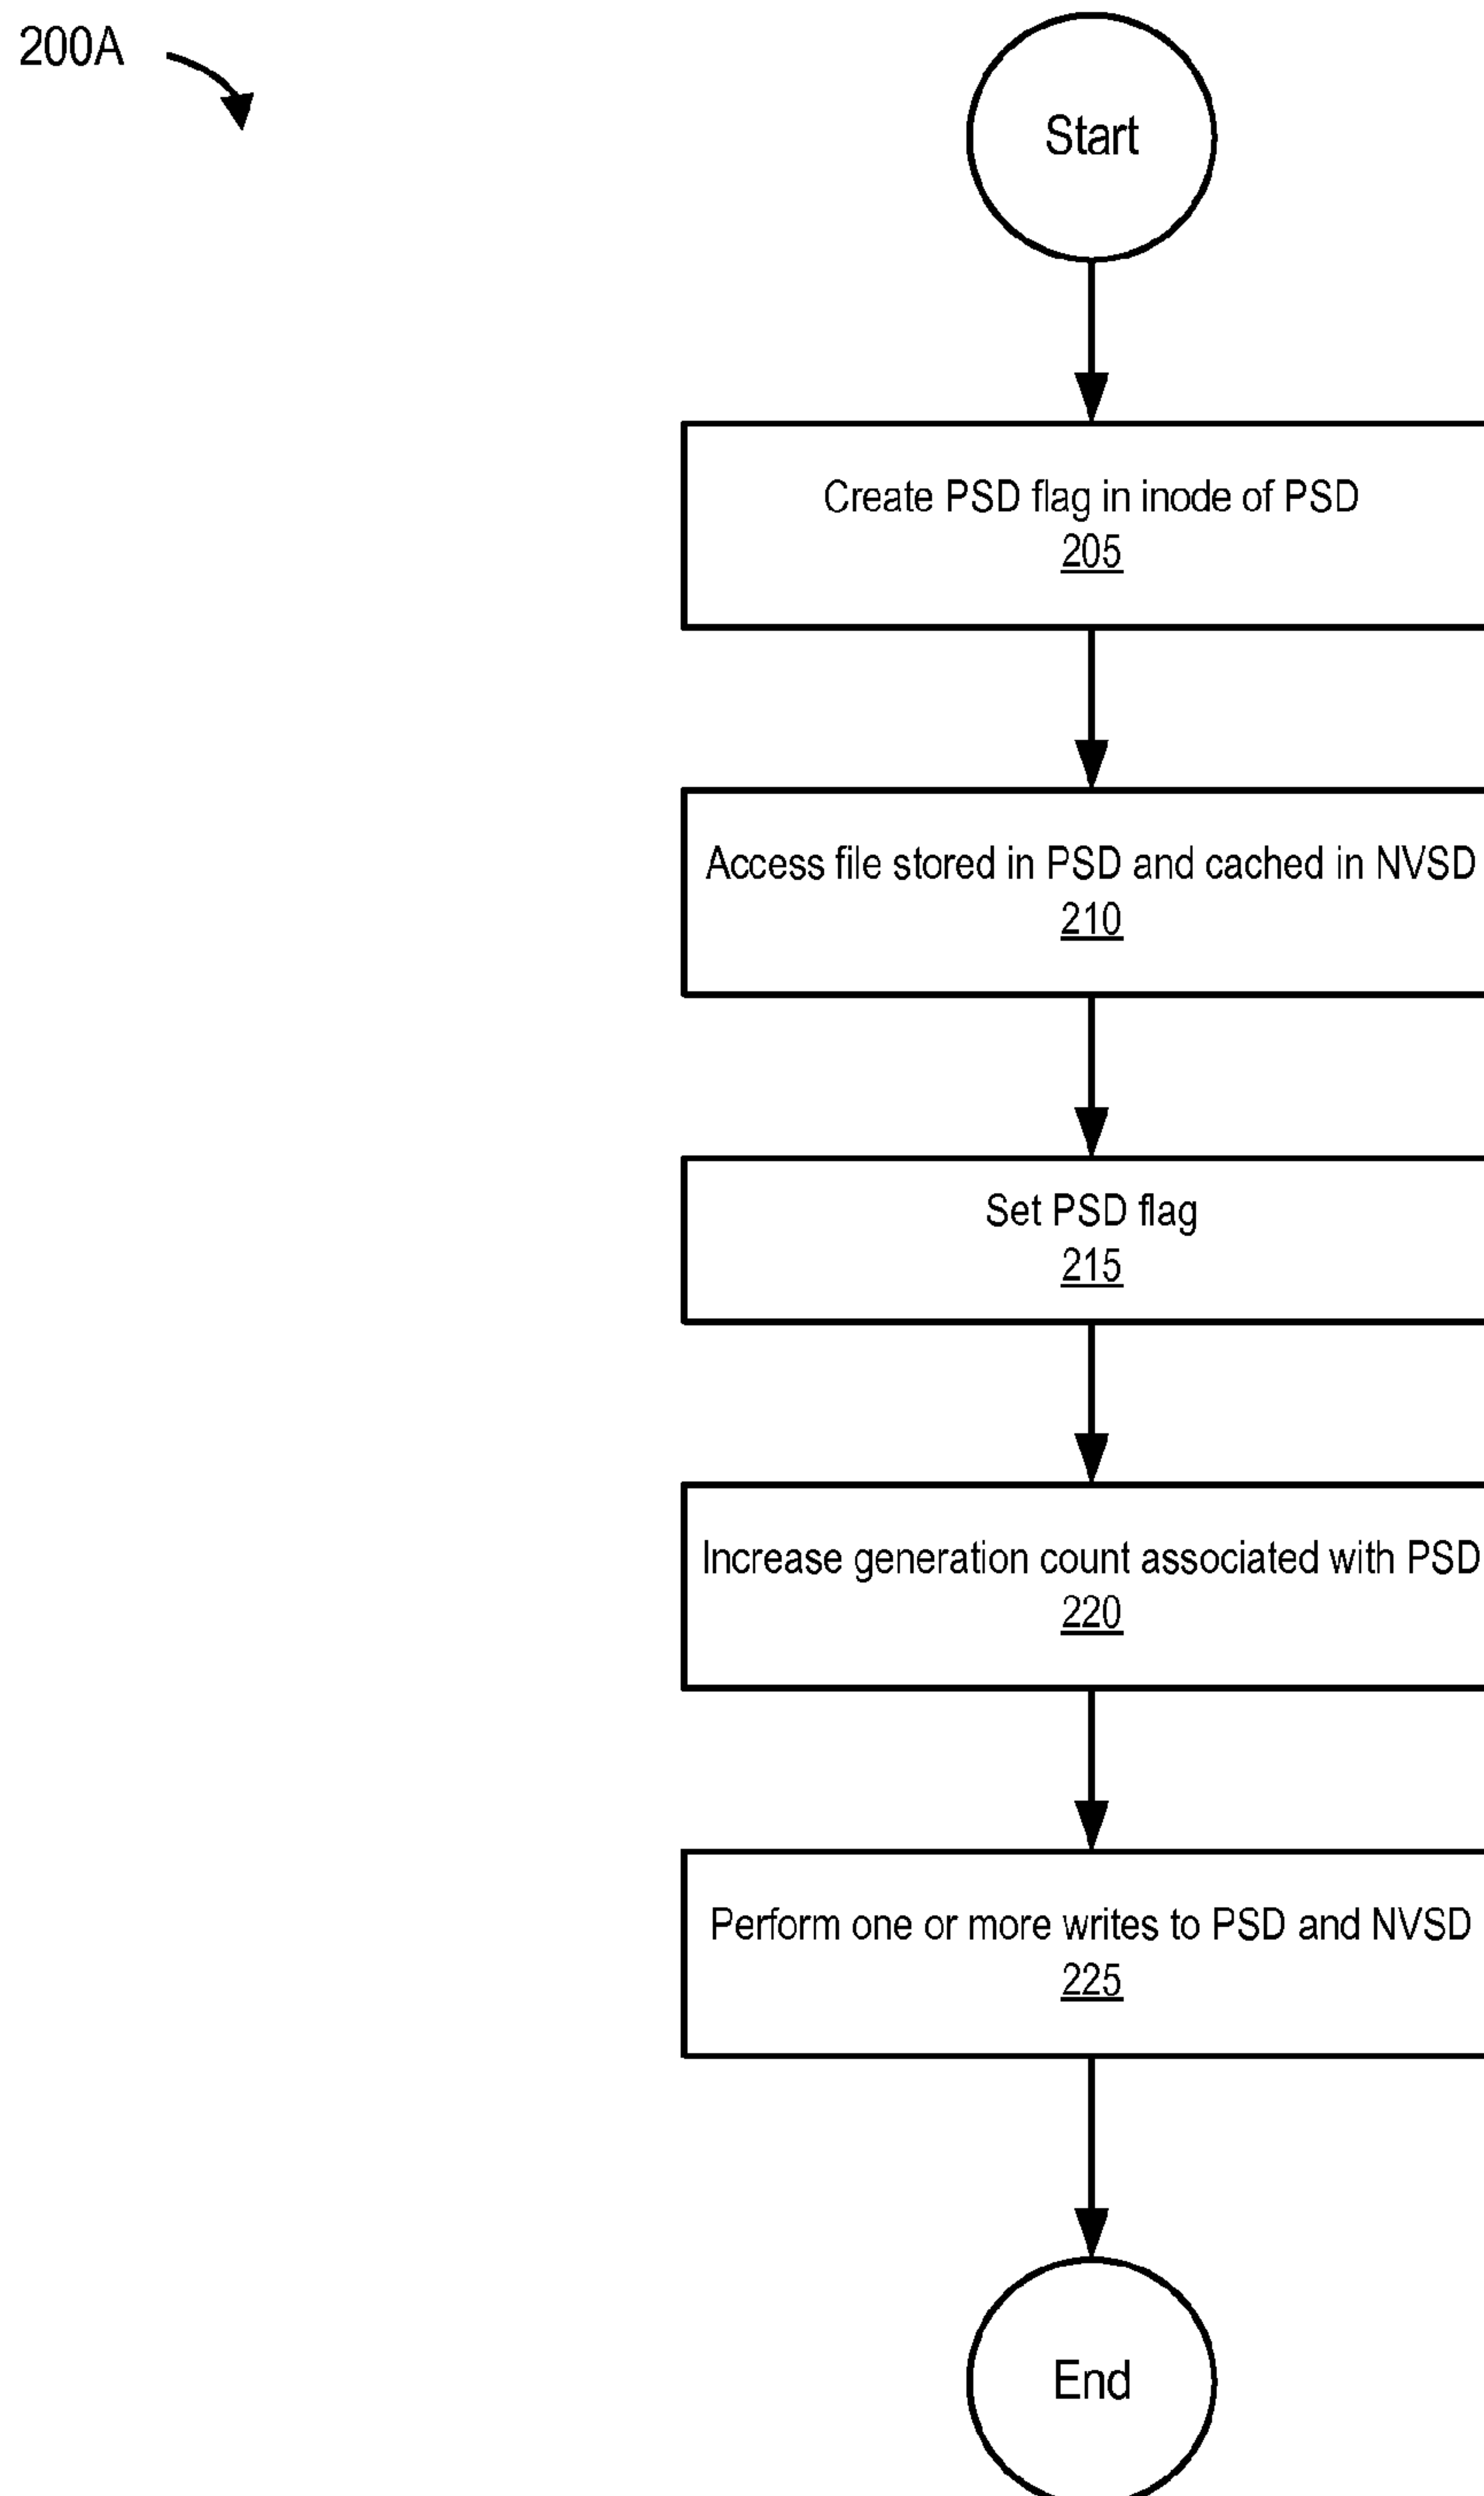 200A
Start
Create PSD flag in inode of PSD
205
Access file stored in PSD and cached in NVSD
210
Set PSD flag
215
Increase generation count associated with PSD
220
Perform one or more writes to PSD and NVSD
225
End